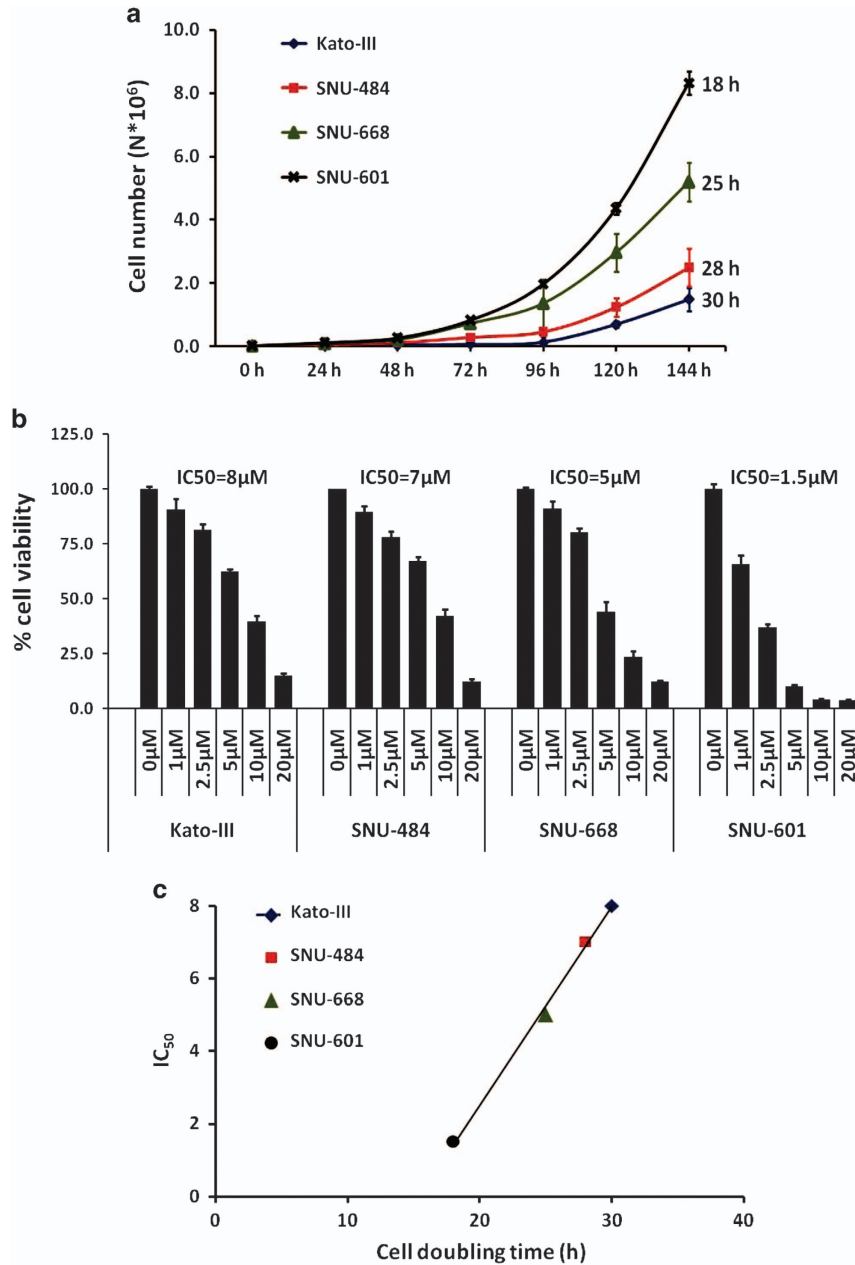 a
10.0
8.0
6.0
4.0
2.0
0.0
Cell number (N*10⁶)
Kato-III
SNU-484
SNU-668
SNU-601
18 h
25 h
28 h
30 h
0 h 24 h 48 h 72 h 96 h 120 h 144 h
b
125.0
100.0
75.0
50.0
25.0
0.0
% cell viability
IC50=8µM IC50=7µM IC50=5µM IC50=1.5µM
0µM 1µM 2.5µM 5µM 10µM 20µM 0µM 1µM 2.5µM 5µM 10µM 20µM 0µM 1µM 2.5µM 5µM 10µM 20µM 0µM 1µM 2.5µM 5µM 10µM 20µM
Kato-III SNU-484 SNU-668 SNU-601
c
8
6
4
2
0
IC₅₀
Kato-III
SNU-484
SNU-668
SNU-601
0 10 20 30 40
Cell doubling time (h)